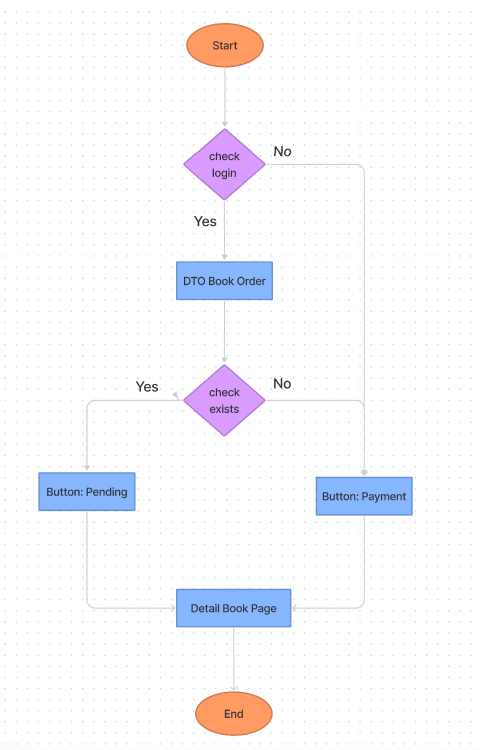 Start
check
login
No
Yes
DTO Book Order
check
exists
Yes
No
Button: Pending
Button: Payment
Detail Book Page
End